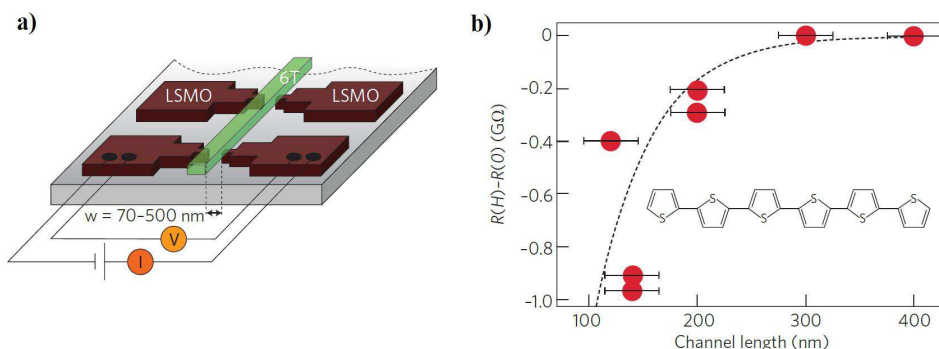 a)
6T
LSMO
LSMO
w = 70–500 nm
V
I
b)
R(H)–R(0) (GΩ)
0
–0.2
–0.4
–0.6
–0.8
–1.0
S S S S S S
100 200 300 400
Channel length (nm)